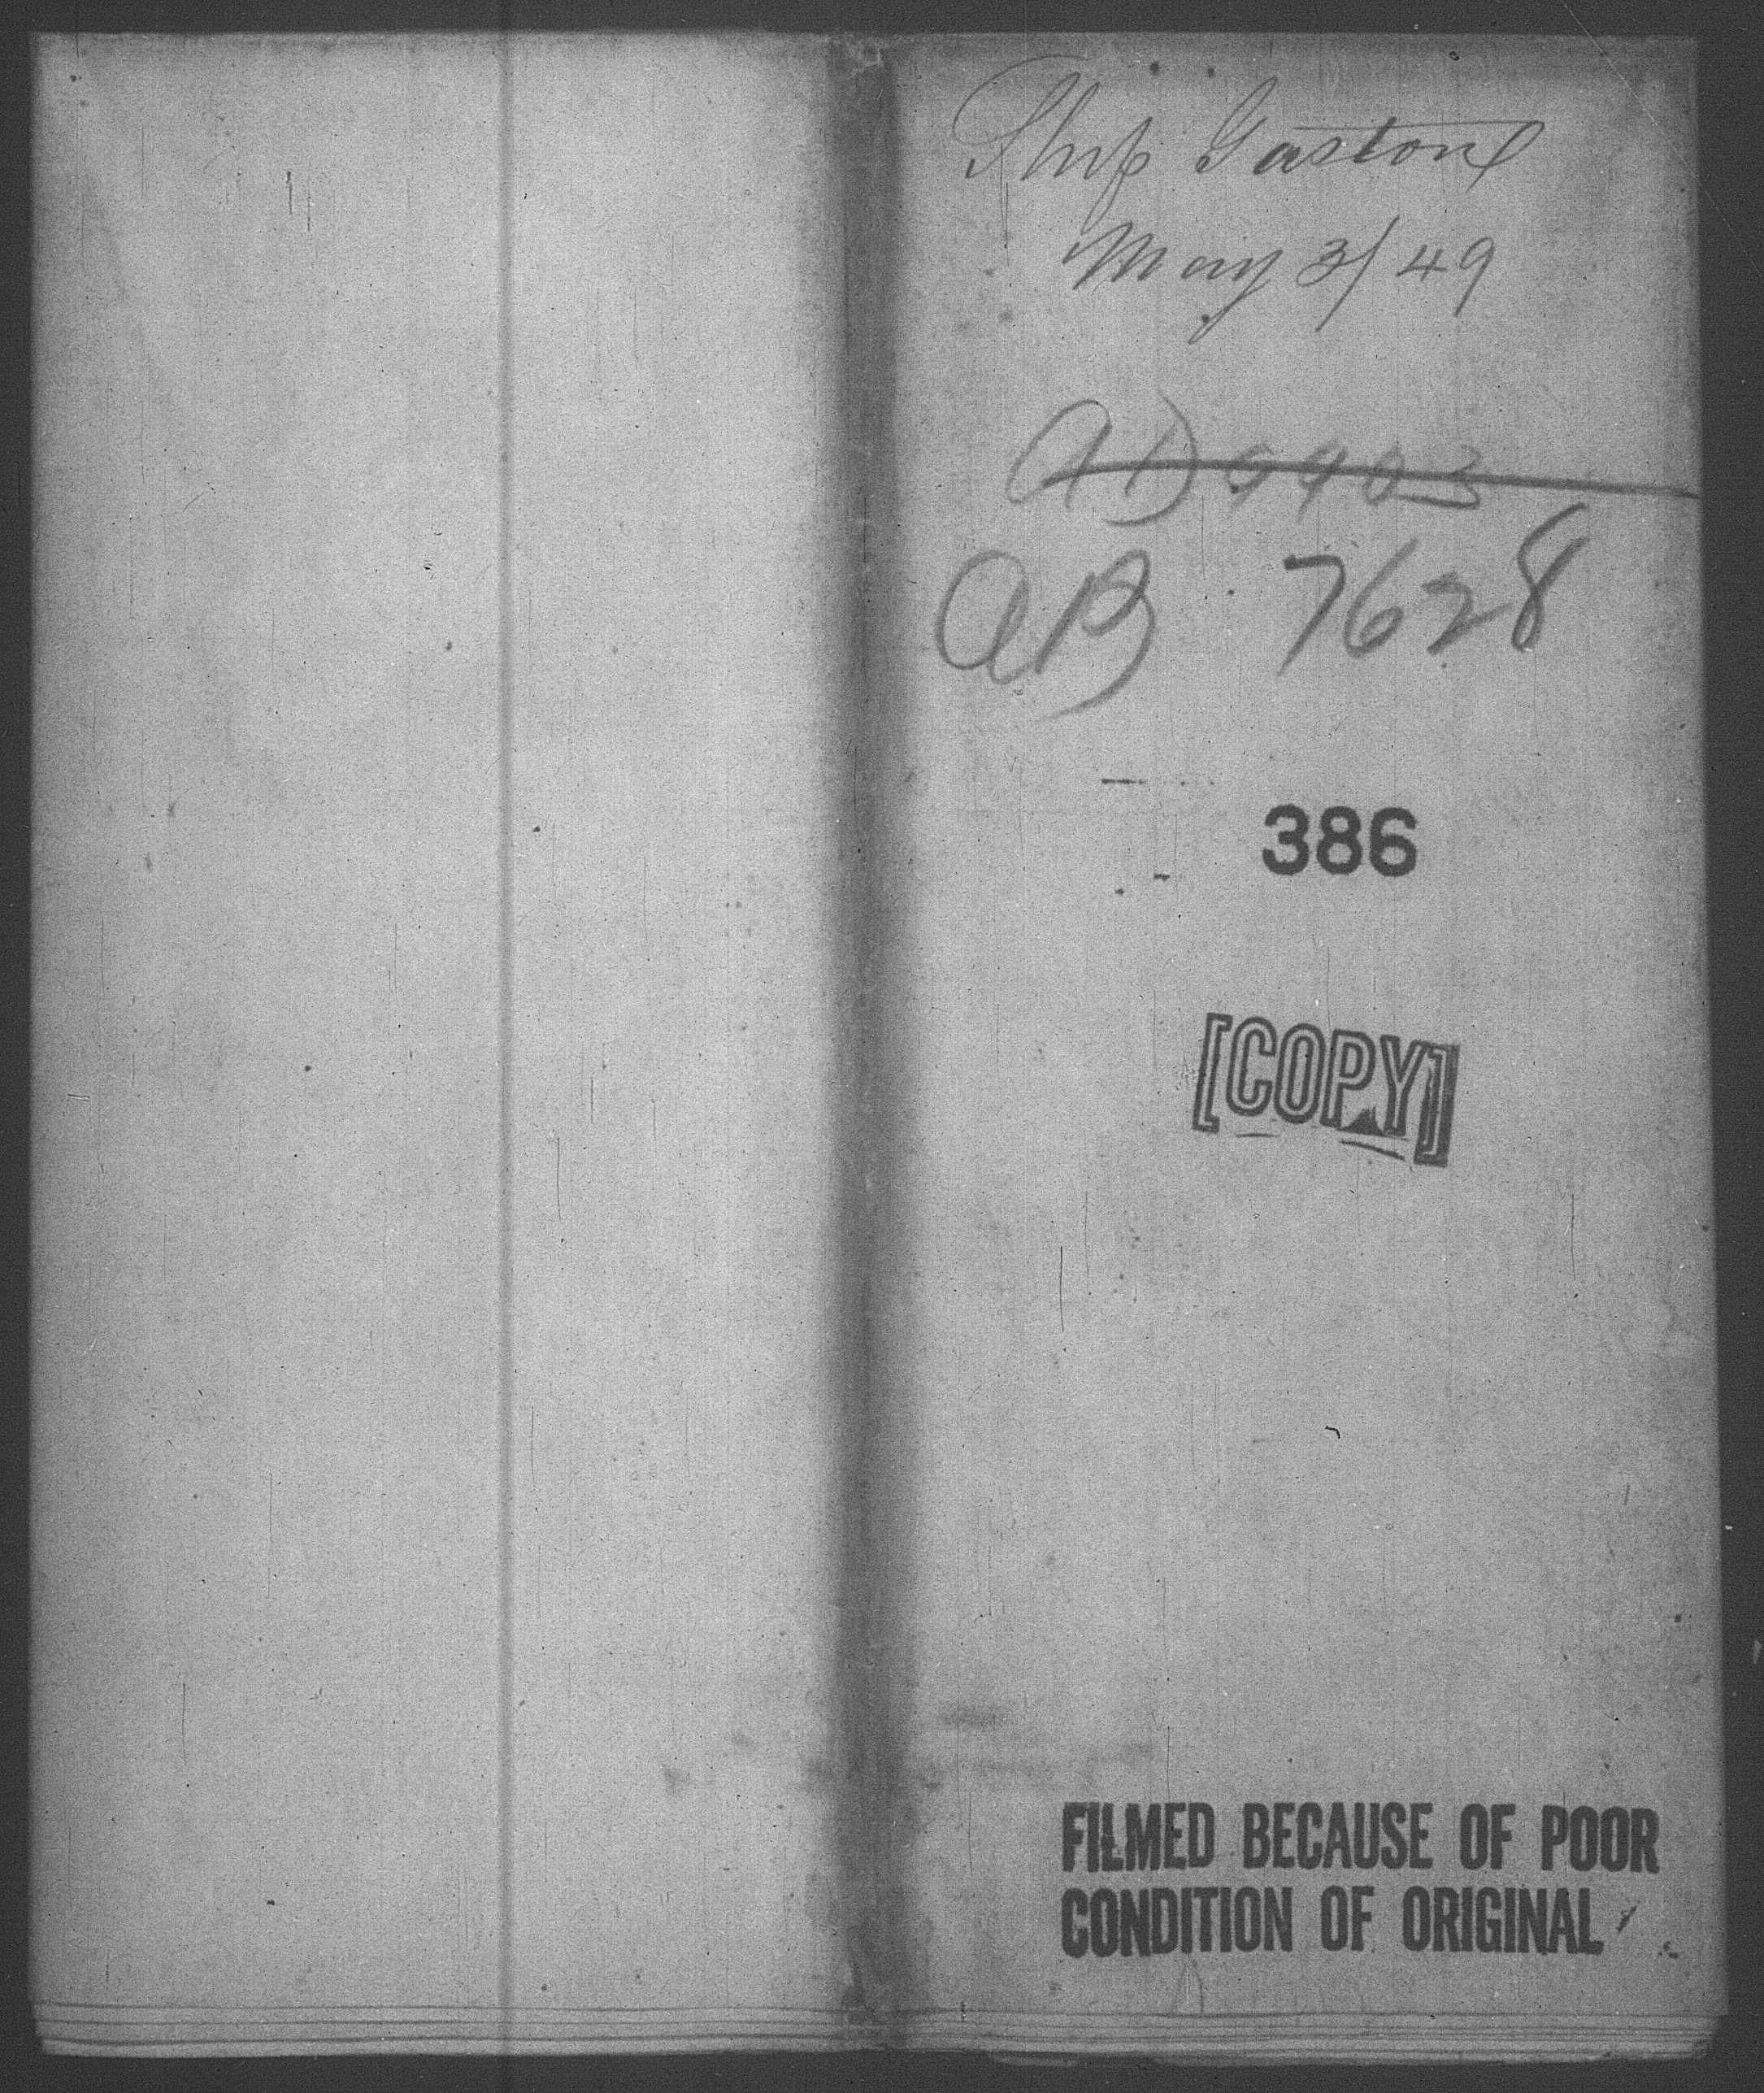 Ship Gaston
May 3/49
AB 7628
386
[COPY]
FILMED BECAUSE OF POOR
CONDITION OF ORIGINAL